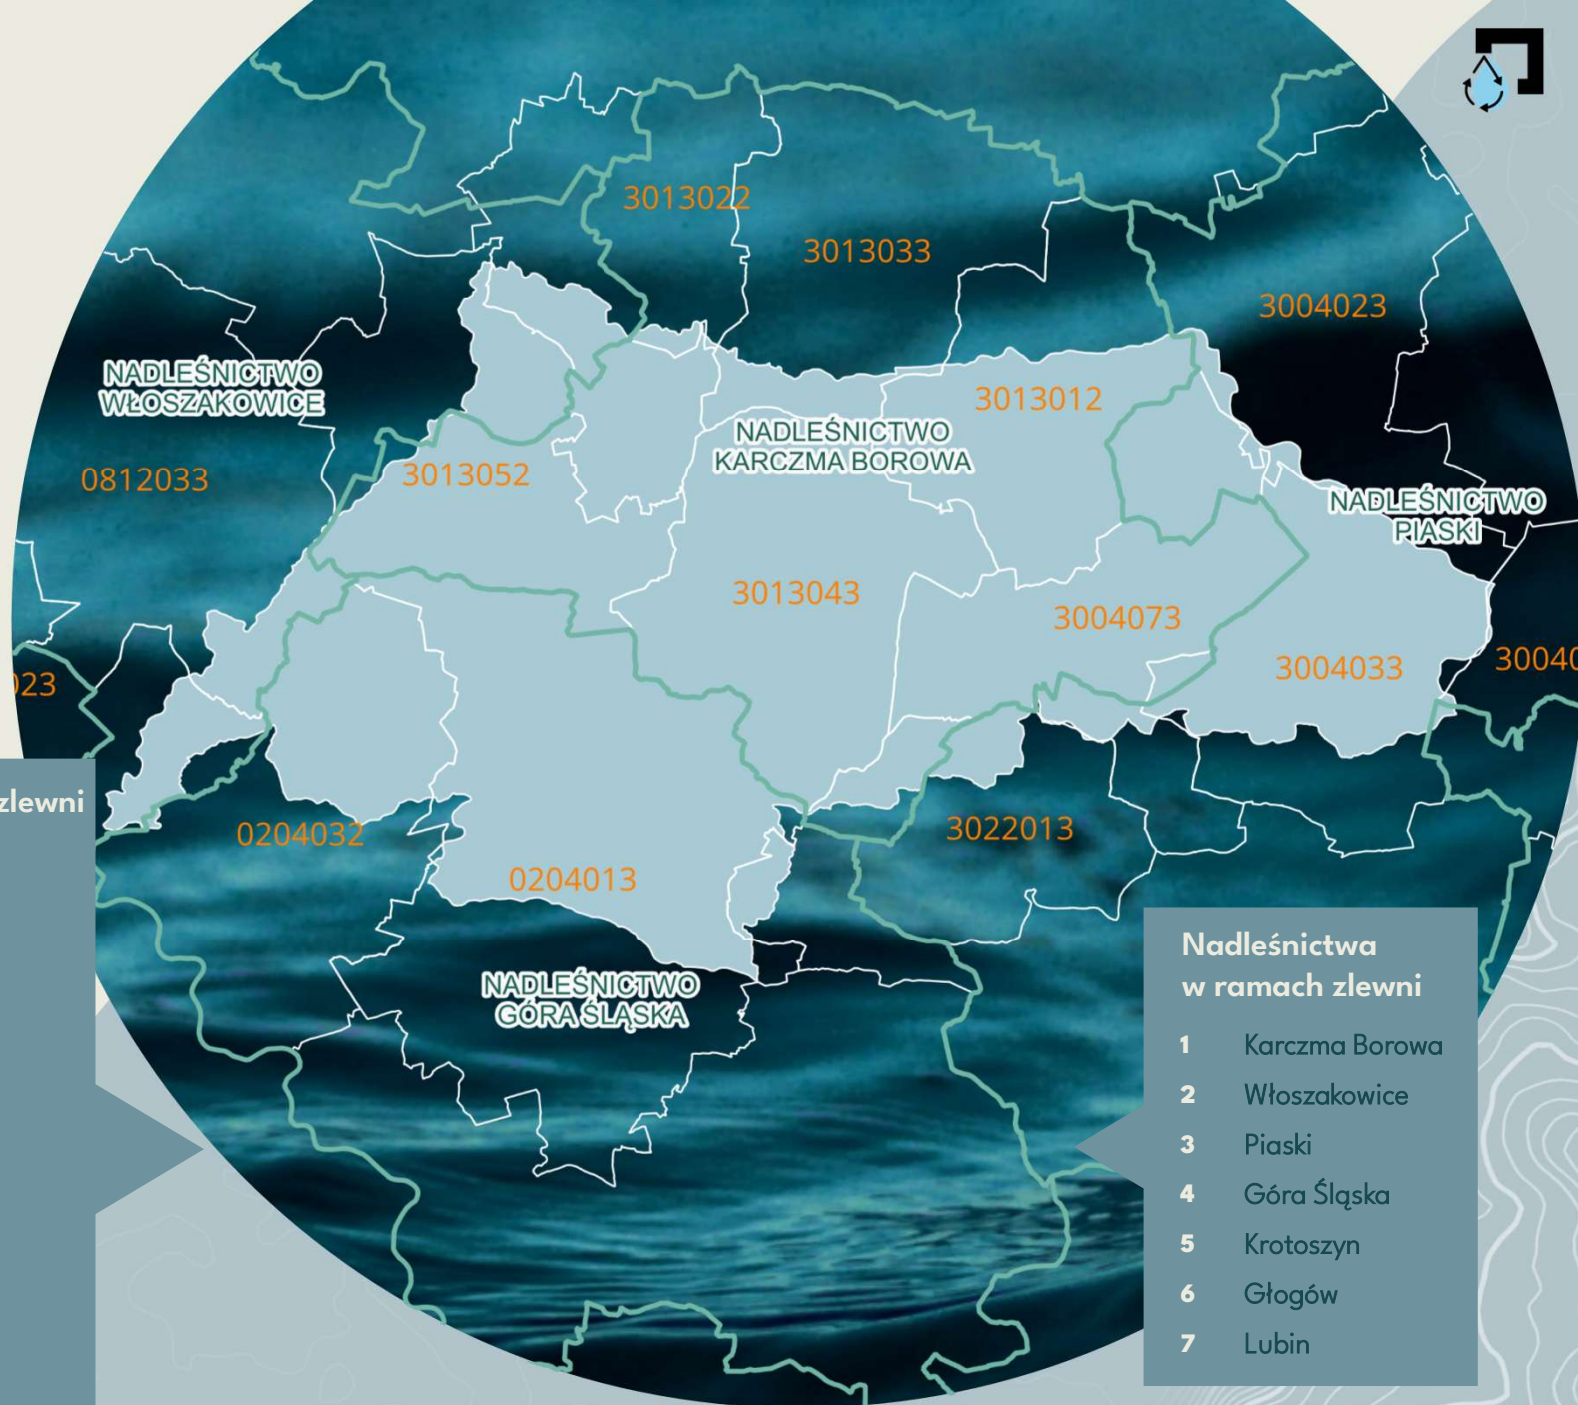 3013022
3013033
3004023
NADLEŚNICTWO
WŁOSZAKOWICE
3013012
NADLEŚNICTWO
KARCZMA BOROWA
0812033
3013052
NADLEŚNICTWO
PIASKI
3013043
3004073
3004033
30040
023
zlewni
0204032
3022013
0204013
NADLEŚNICTWO
GÓRA ŚLĄSKA
Nadleśnictwa
w ramach zlewni
1 Karczma Borowa
2 Włoszakowice
3 Piaski
4 Góra Śląska
5 Krotoszyn
6 Głogów
7 Lubin